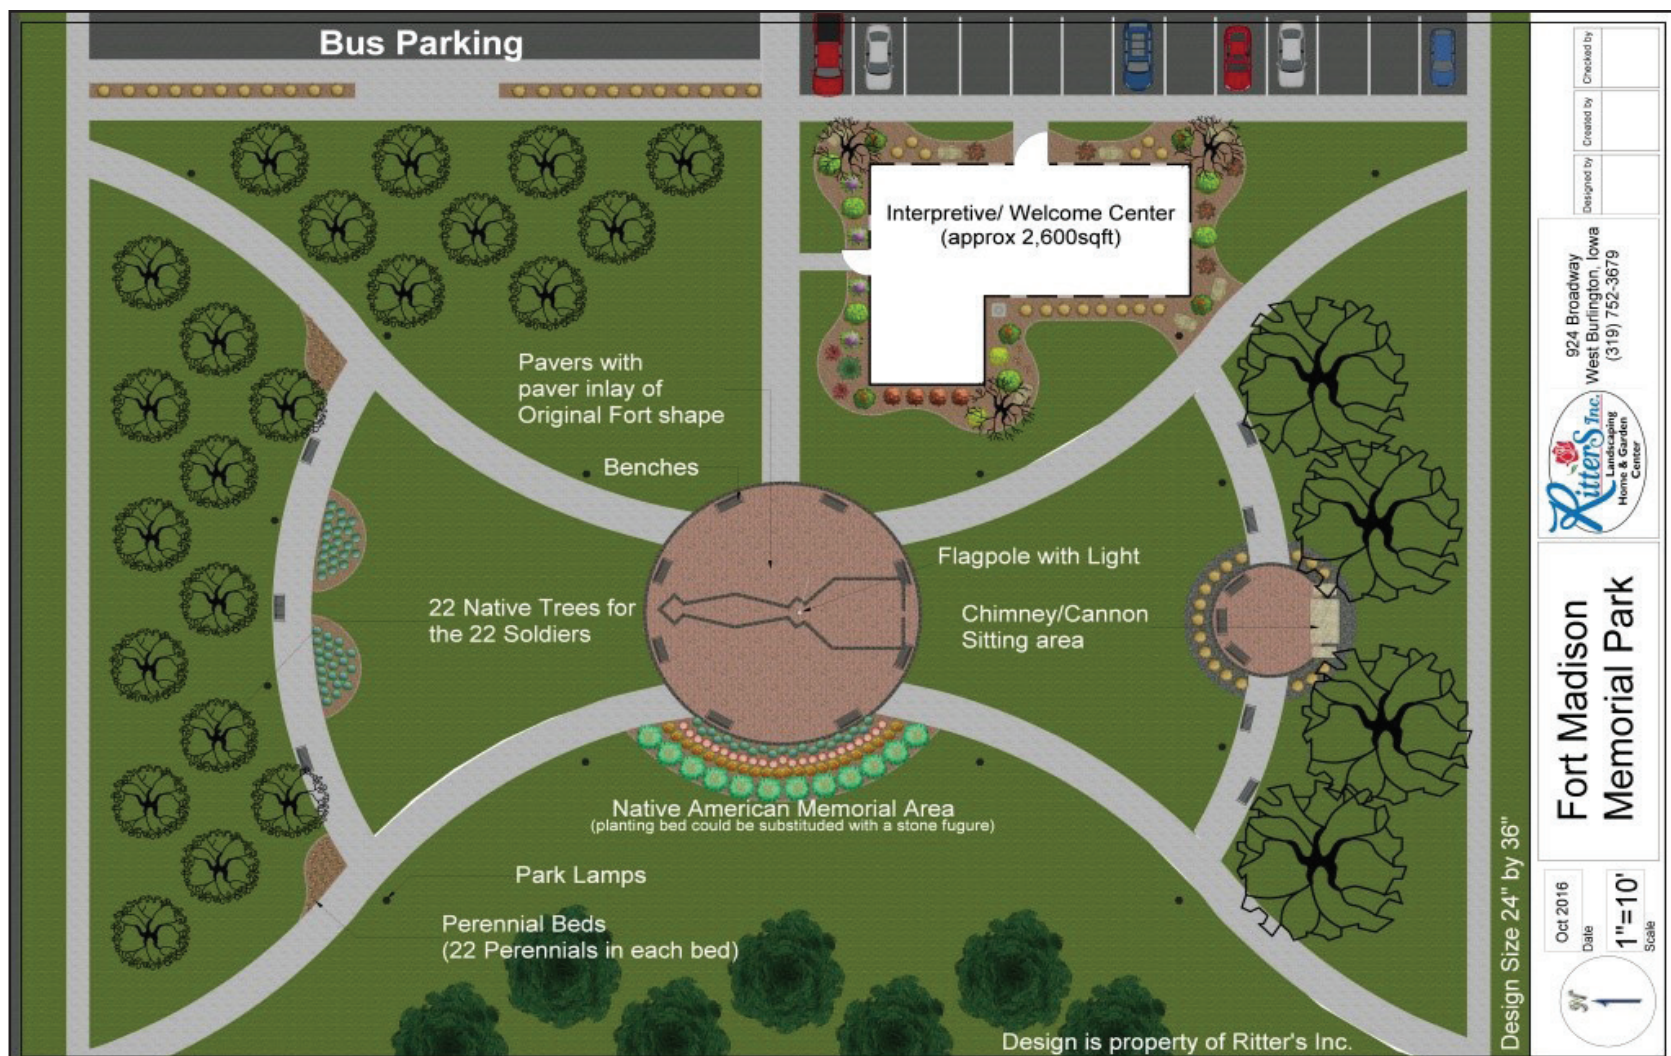 Bus Parking
Interpretive/ Welcome Center
(approx 2,600sqft)
Pavers with
paver inlay of
Original Fort shape
Benches
Flagpole with Light
22 Native Trees for
the 22 Soldiers
Chimney/Cannon
Sitting area
Native American Memorial Area
(planting bed could be substituded with a stone fugure)
Park Lamps
Perennial Beds
(22 Perennials in each bed)
Design is property of Ritter's Inc.
Design Size 24" by 36"
Designed by
Created by
Checked by
924 Broadway
West Burlington, Iowa
(319) 752-3679
Ritter's Inc.
Landscaping
Home & Garden
Center
Fort Madison
Memorial Park
Oct 2016
Date
1"=10'
Scale
N